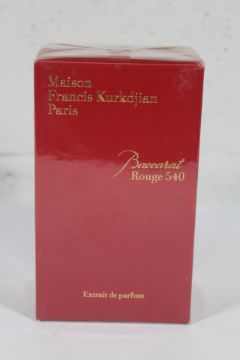 Maison
Francis Kurkdjian
Paris
Baccarat
Rouge 540
Extrait de parfum